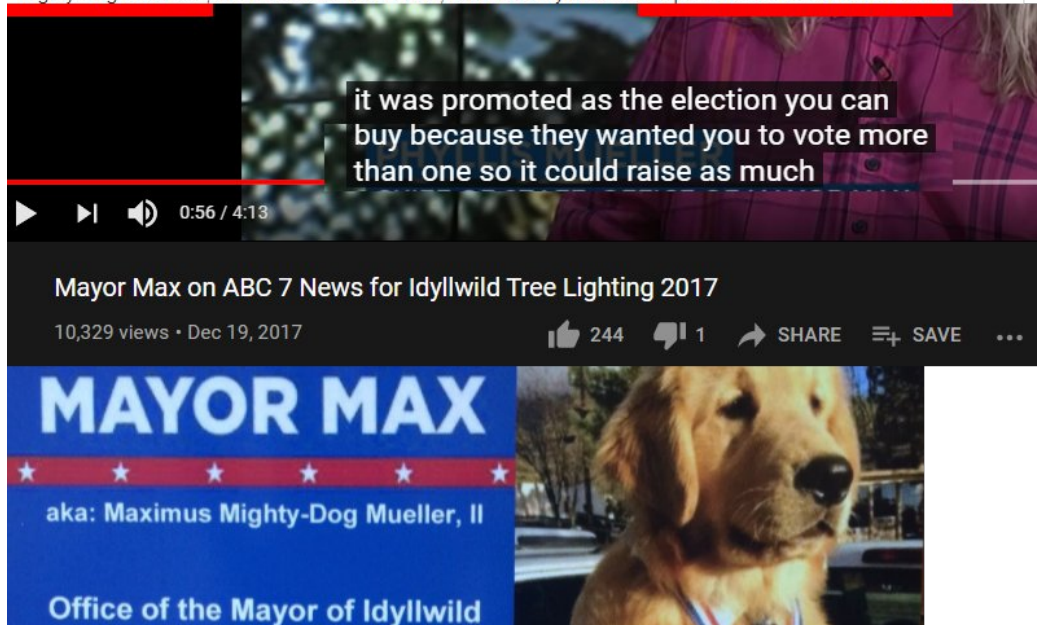 it was promoted as the election you can
buy because they wanted you to vote more
than one so it could raise as much
PHYLLIS MUELLER
0:56 / 4:13
Mayor Max on ABC 7 News for Idyllwild Tree Lighting 2017
10,329 views • Dec 19, 2017
244
1
SHARE
SAVE
MAYOR MAX
aka: Maximus Mighty-Dog Mueller, II
Office of the Mayor of Idyllwild